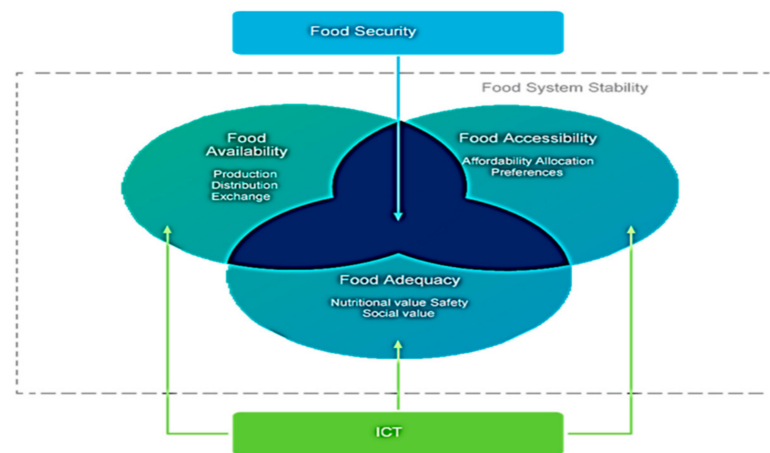 Food Security
Food System Stability
Food
Availability
Production
Distribution
Exchange
Food Accessibility
Affordability Allocation
Preferences
Food Adequacy
Nutritional value Safety
Social value
ICT